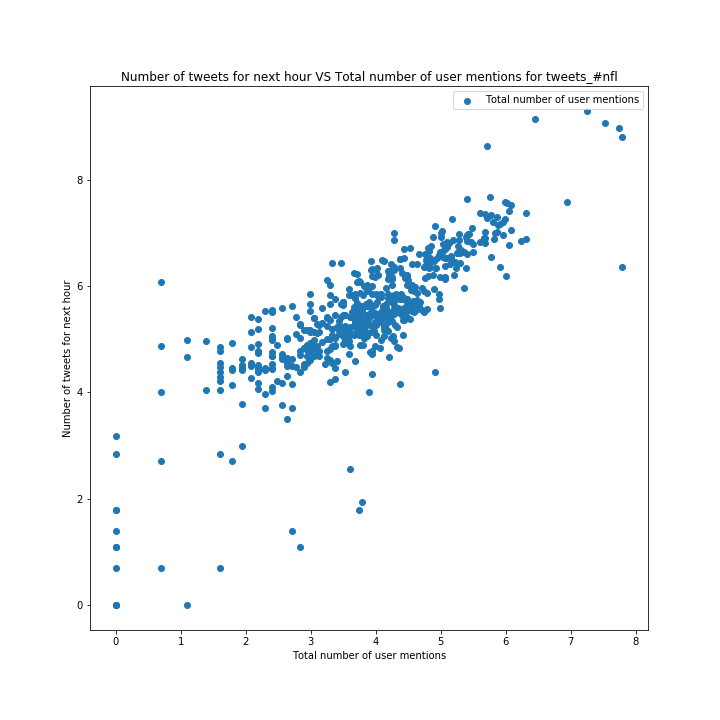 Number of tweets for next hour VS Total number of user mentions for tweets_#nfl
Total number of user mentions
Number of tweets for next hour
8
6
4
2
0
0 1 2 3 4 5 6 7 8
Total number of user mentions